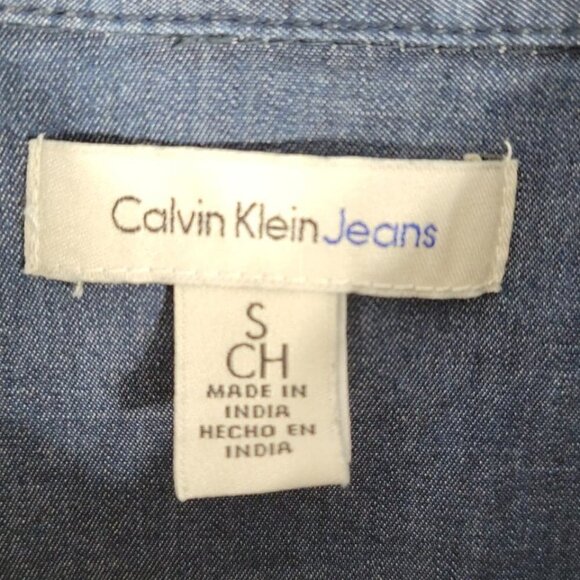 Calvin Klein Jeans
S
CH
MADE IN
INDIA
HECHO EN
INDIA